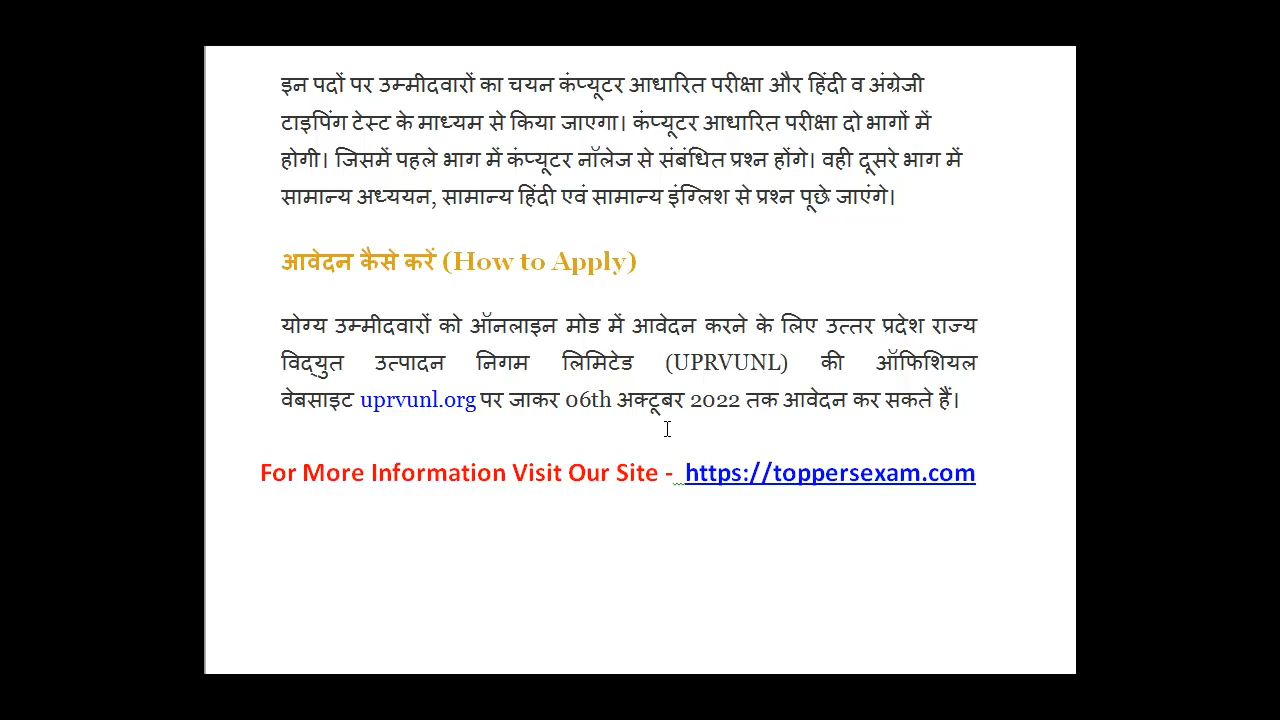 इन पदों पर उम्मीदवारों का चयन कंप्यूटर आधारित परीक्षा और हिंदी व अंग्रेजी
टाइपिंग टेस्ट के माध्यम से किया जाएगा। कंप्यूटर आधारित परीक्षा दो भागों में
होगी। जिसमें पहले भाग में कंप्यूटर नॉलेज से संबंधित प्रश्न होंगे। वही दूसरे भाग में
सामान्य अध्ययन, सामान्य हिंदी एवं सामान्य इंग्लिश से प्रश्न पूछे जाएंगे।
आवेदन कैसे करें (How to Apply)
योग्य उम्मीदवारों को ऑनलाइन मोड में आवेदन करने के लिए उत्तर प्रदेश राज्य
विद्युत उत्पादन निगम लिमिटेड (UPRVUNL) की ऑफिशियल
वेबसाइट uprvunl.org पर जाकर 06th अक्टूबर 2022 तक आवेदन कर सकते हैं।
For More Information Visit Our Site - https://toppersexam.com